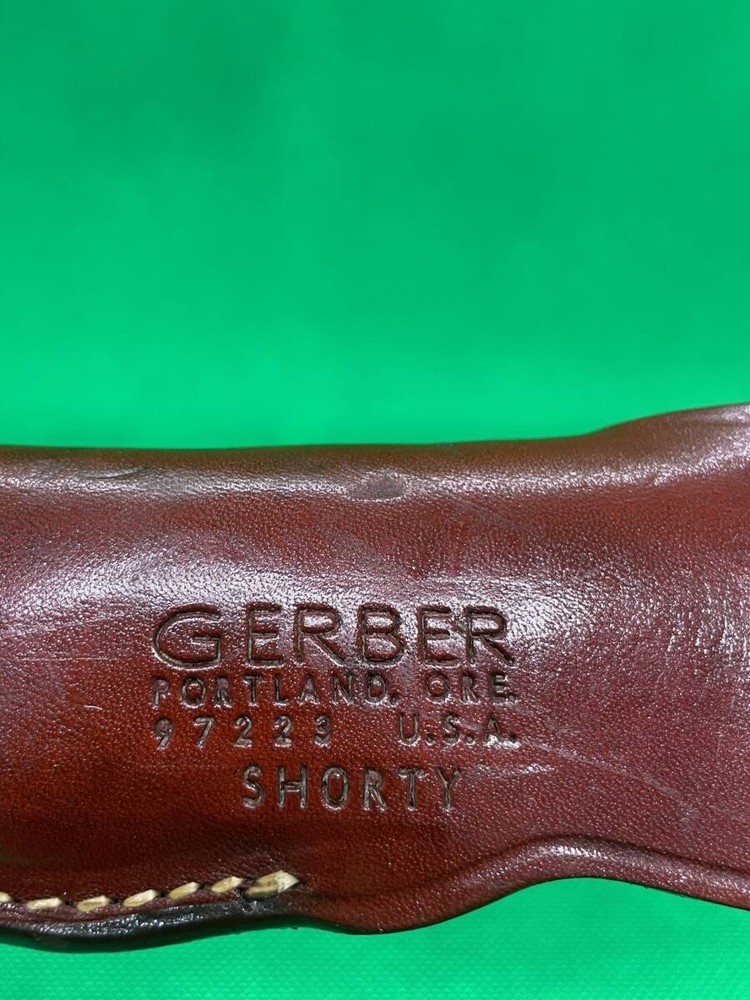 GERBER
PORTLAND, ORE.
97223 U.S.A.
SHORTY